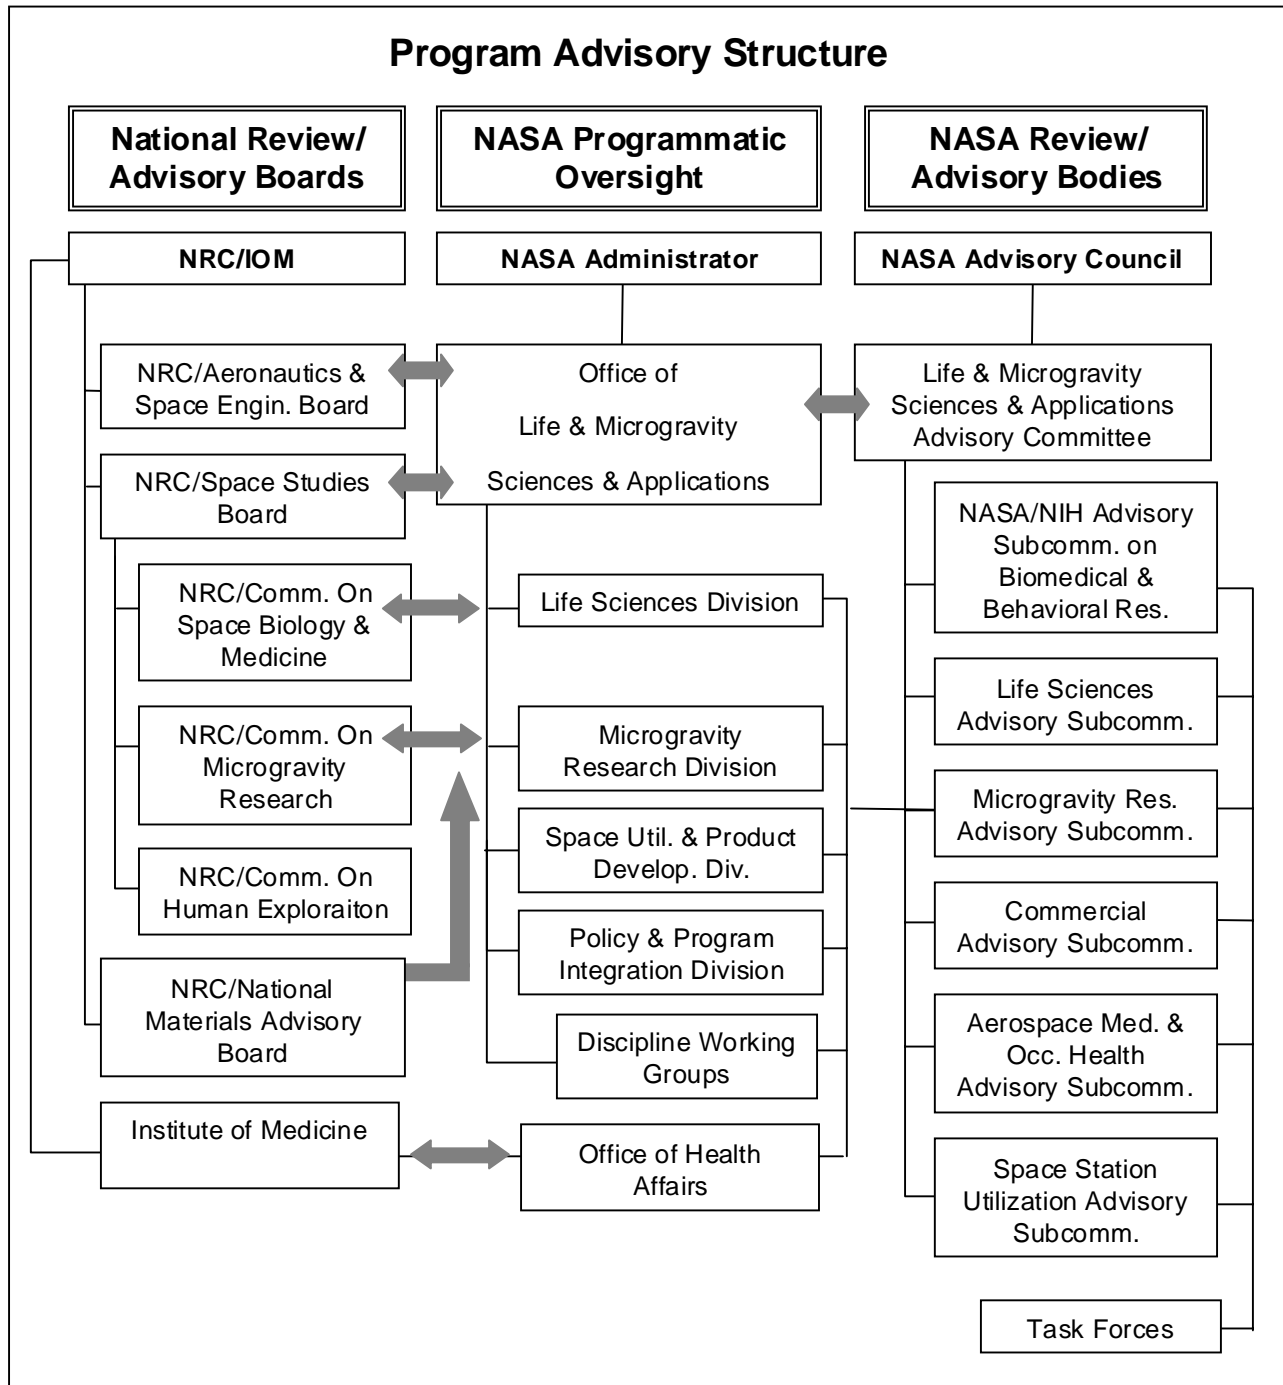 Program Advisory Structure
National Review/
Advisory Boards
NASA Programmatic
Oversight
NASA Review/
Advisory Bodies
NRC/IOM
NASA Administrator
NASA Advisory Council
NRC/Aeronautics &
Space Engin. Board
Office of
Life & Microgravity
Sciences & Applications
Life & Microgravity
Sciences & Applications
Advisory Committee
NRC/Space Studies
Board
NASA/NIH Advisory
Subcomm. on
Biomedical &
Behavioral Res.
NRC/Comm. On
Space Biology &
Medicine
Life Sciences Division
Life Sciences
Advisory Subcomm.
NRC/Comm. On
Microgravity
Research
Microgravity
Research Division
Microgravity Res.
Advisory Subcomm.
Space Util. & Product
Develop. Div.
NRC/Comm. On
Human Exploraiton
Commercial
Advisory Subcomm.
Policy & Program
Integration Division
NRC/National
Materials Advisory
Board
Discipline Working
Groups
Aerospace Med. &
Occ. Health
Advisory Subcomm.
Institute of Medicine
Office of Health
Affairs
Space Station
Utilization Advisory
Subcomm.
Task Forces